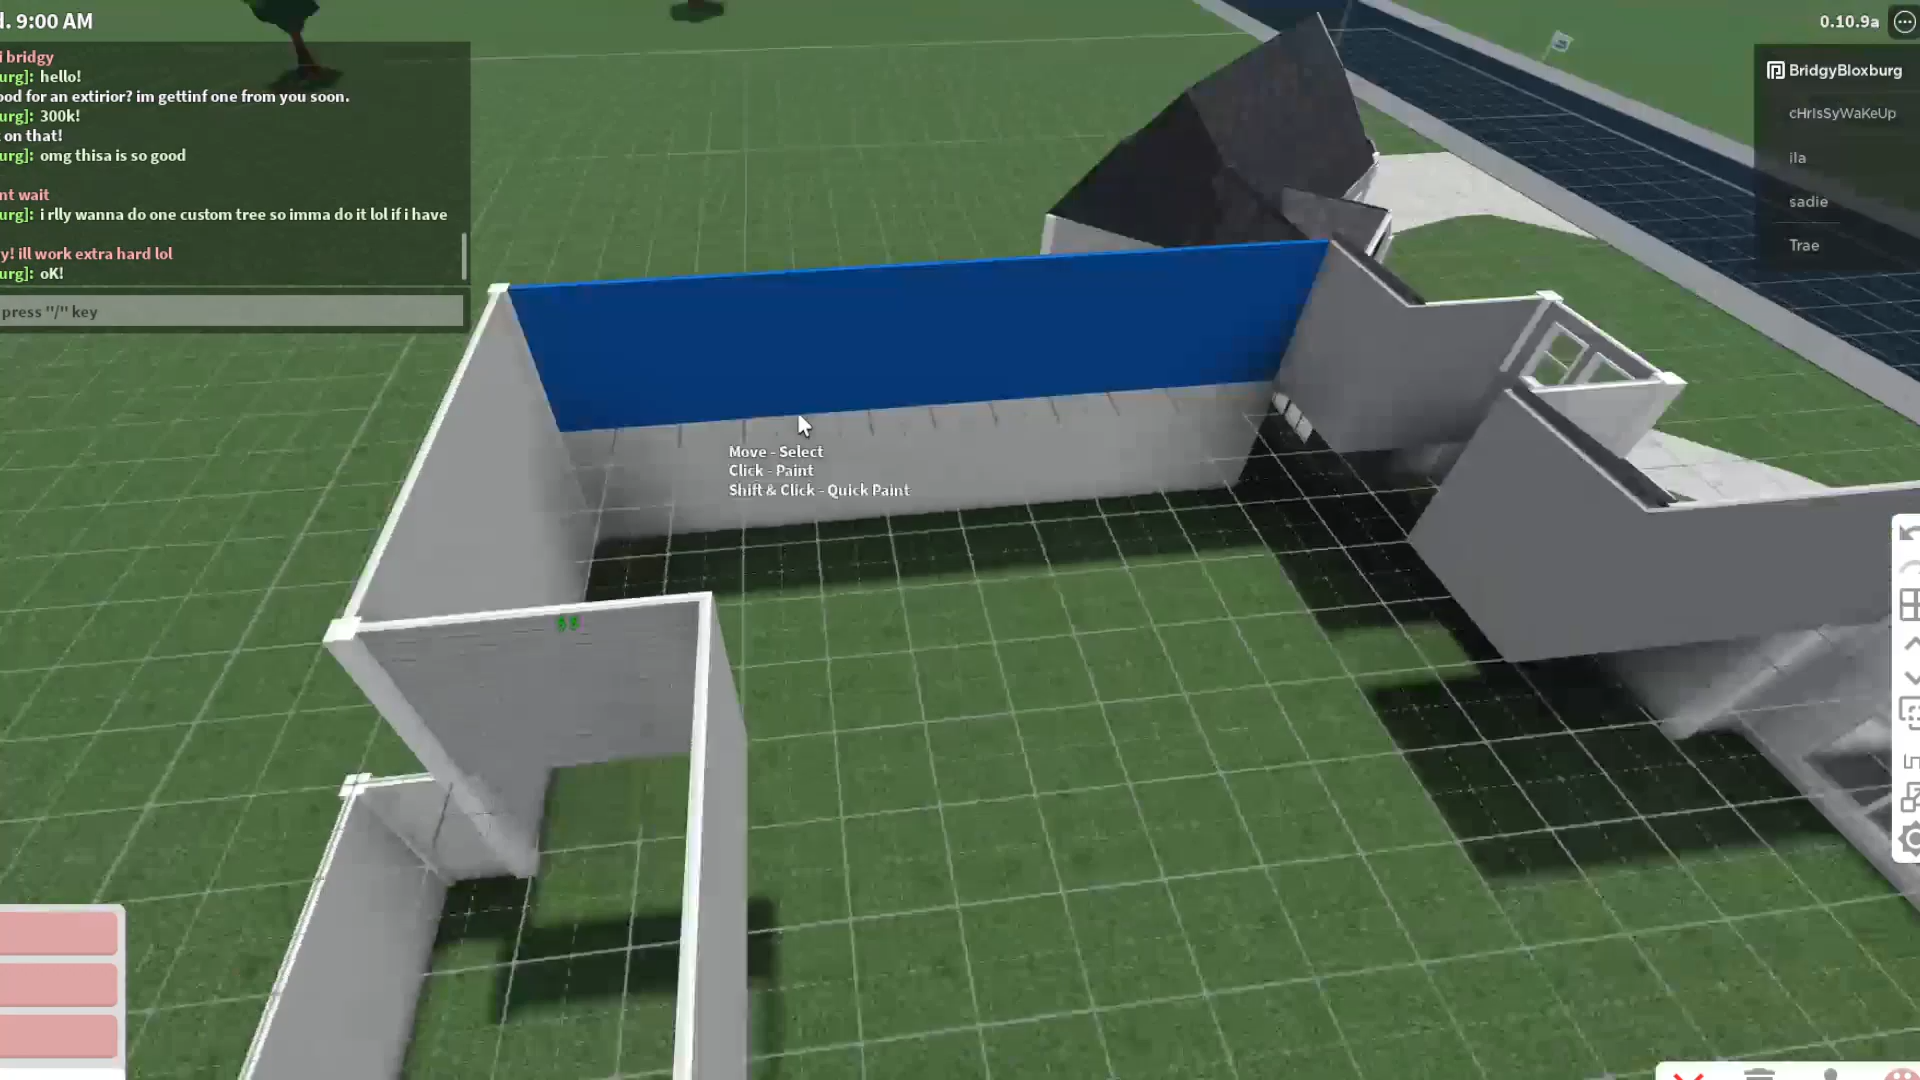 d. 9:00 AM
i bridgy
urg]: hello!
ood for an extirior? im gettinf one from you soon.
urg]: 300k!
on that!
urg]: omg thisa is so good
nt wait
urg]: i rlly wanna do one custom tree so imma do it lol if i have
y! ill work extra hard lol
urg]: oK!
press "/" key
0.10.9a
BridgyBloxburg
cHrIsSyWaKeUp
ila
sadie
Trae
Move - Select
Click - Paint
Shift & Click - Quick Paint